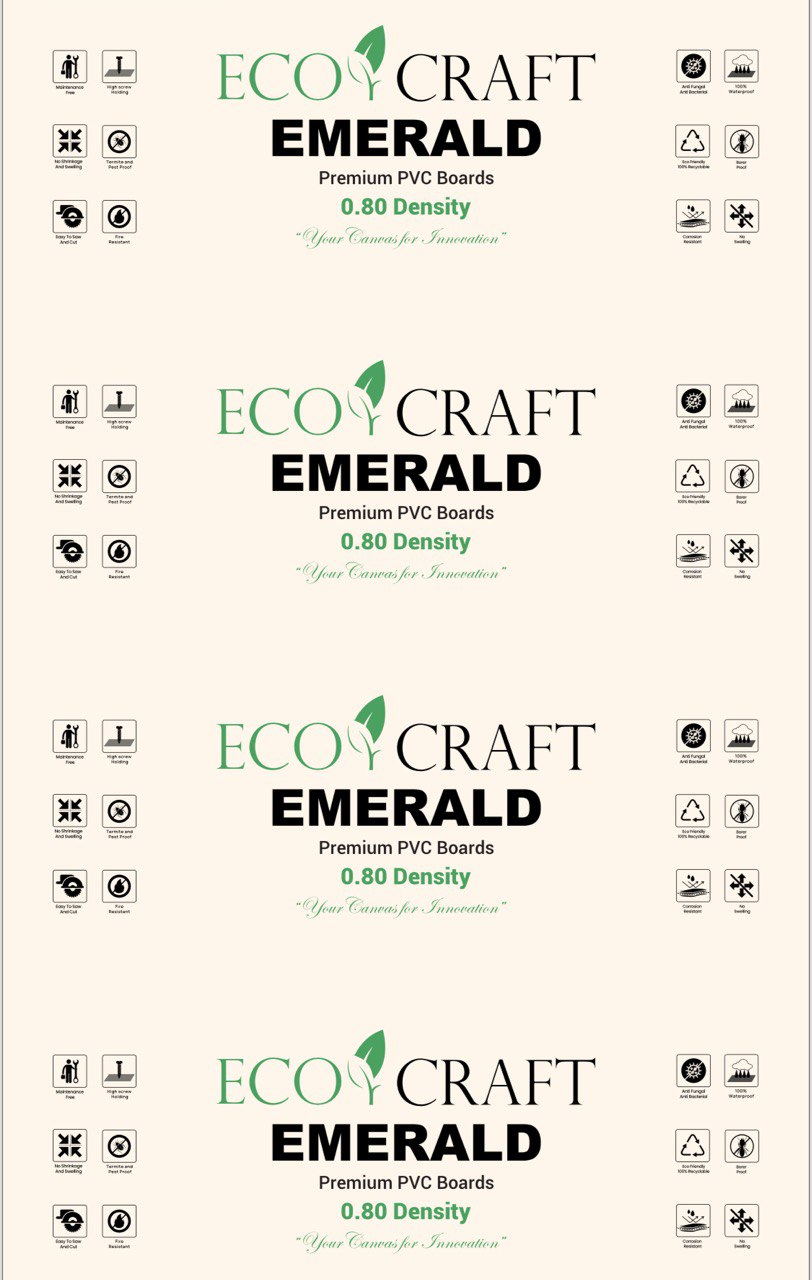 ECO CRAFT
EMERALD
Premium PVC Boards
0.80 Density
“Your Canvas for Innovation”
Maintenance
Free
High screw
Holding
Anti Fungal
Anti Bacterial
100%
Waterproof
No Shrinkage
And Swelling
Termite and
Pest Proof
Eco Friendly
100% Recyclable
Borer
Proof
Easy To Saw
And Cut
Fire
Resistant
Corrosion
Resistant
No
Swelling
ECO CRAFT
EMERALD
Premium PVC Boards
0.80 Density
“Your Canvas for Innovation”
Maintenance
Free
High screw
Holding
Anti Fungal
Anti Bacterial
100%
Waterproof
No Shrinkage
And Swelling
Termite and
Pest Proof
Eco Friendly
100% Recyclable
Borer
Proof
Easy To Saw
And Cut
Fire
Resistant
Corrosion
Resistant
No
Swelling
ECO CRAFT
EMERALD
Premium PVC Boards
0.80 Density
“Your Canvas for Innovation”
Maintenance
Free
High screw
Holding
Anti Fungal
Anti Bacterial
100%
Waterproof
No Shrinkage
And Swelling
Termite and
Pest Proof
Eco Friendly
100% Recyclable
Borer
Proof
Easy To Saw
And Cut
Fire
Resistant
Corrosion
Resistant
No
Swelling
ECO CRAFT
EMERALD
Premium PVC Boards
0.80 Density
“Your Canvas for Innovation”
Maintenance
Free
High screw
Holding
Anti Fungal
Anti Bacterial
100%
Waterproof
No Shrinkage
And Swelling
Termite and
Pest Proof
Eco Friendly
100% Recyclable
Borer
Proof
Easy To Saw
And Cut
Fire
Resistant
Corrosion
Resistant
No
Swelling